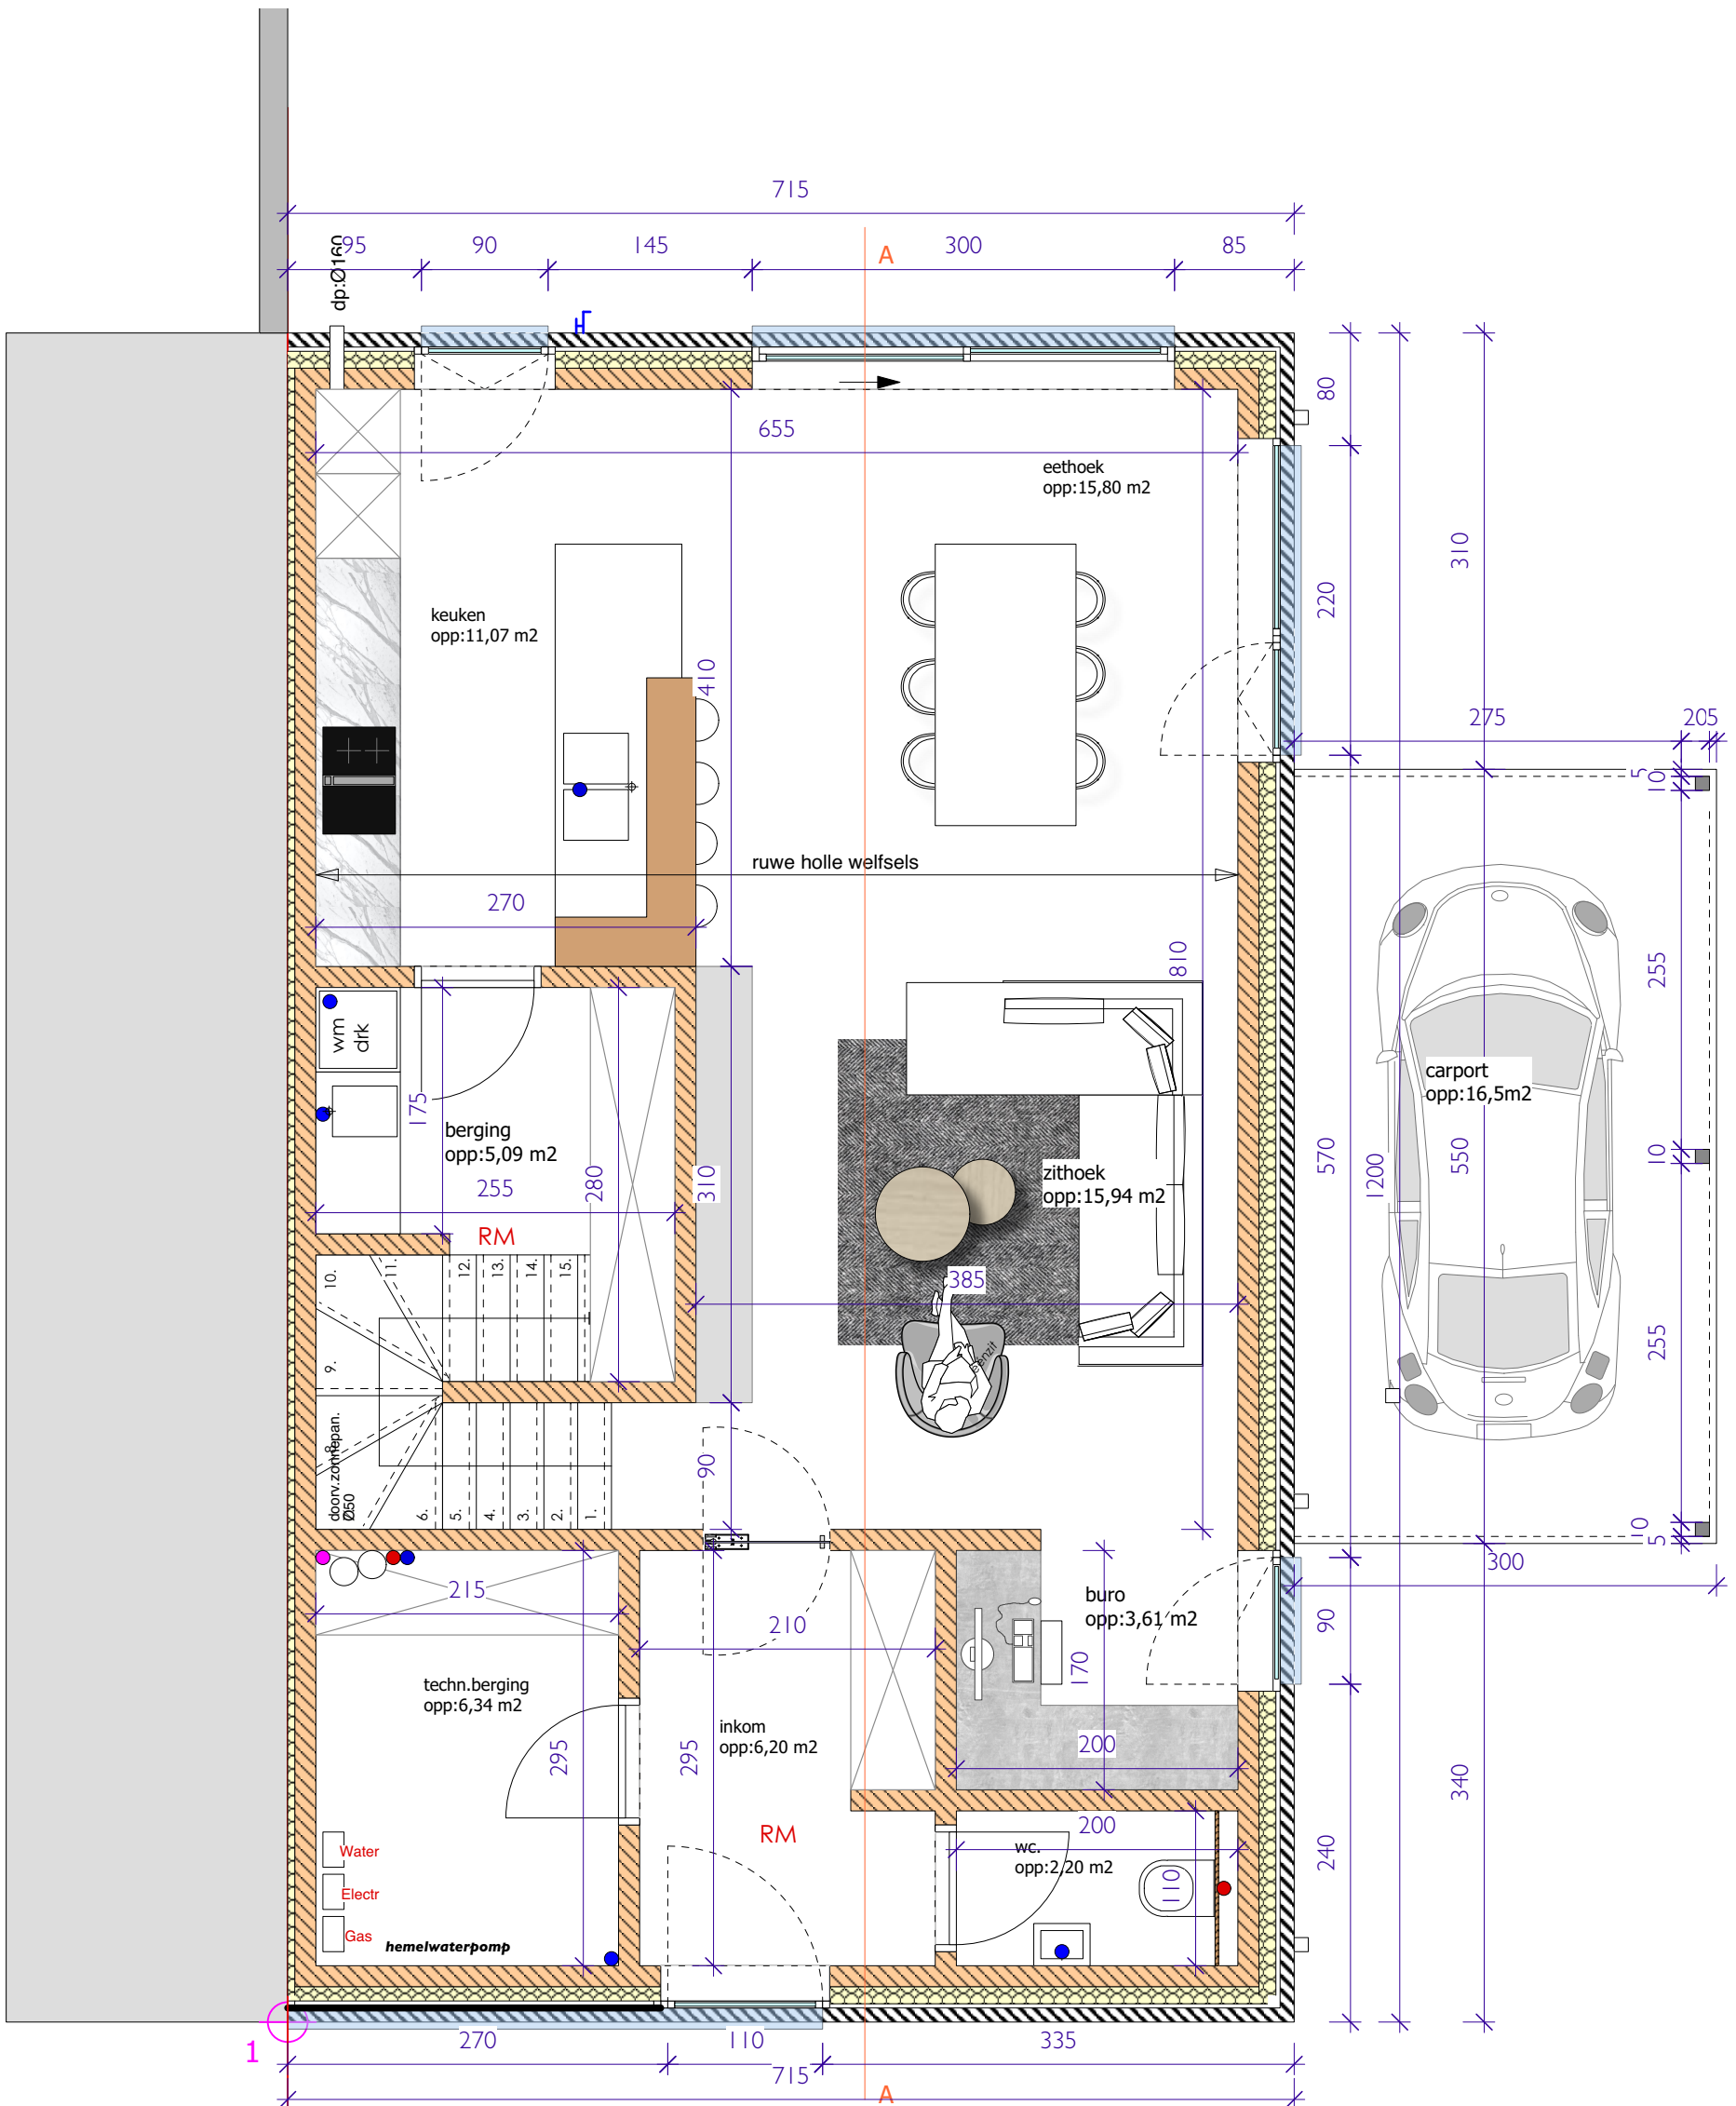 715
95
90
145
A
300
85
dp:Ø160
80
655
eethoek
opp:15,80 m2
310
220
keuken
opp:11,07 m2
410
275
205
5
10
ruwe holle welfsels
270
810
255
wm
drk
175
berging
opp:5,09 m2
carport
opp:16,5m2
255
280
310
zithoek
opp:15,94 m2
570
1200
550
10
RM
10.
11.
12.
13.
14.
15.
385
9.
eenzit
255
8.
doorv.zonnepan.
Ø50
90
6.
5.
4.
3.
2.
1.
10
5
300
215
210
buro
opp:3,61 m2
90
170
techn.berging
opp:6,34 m2
inkom
opp:6,20 m2
295
295
200
340
RM
200
Water
wc.
opp:2,20 m2
240
110
Electr
Gas
hemelwaterpomp
1
270
110
335
715
A